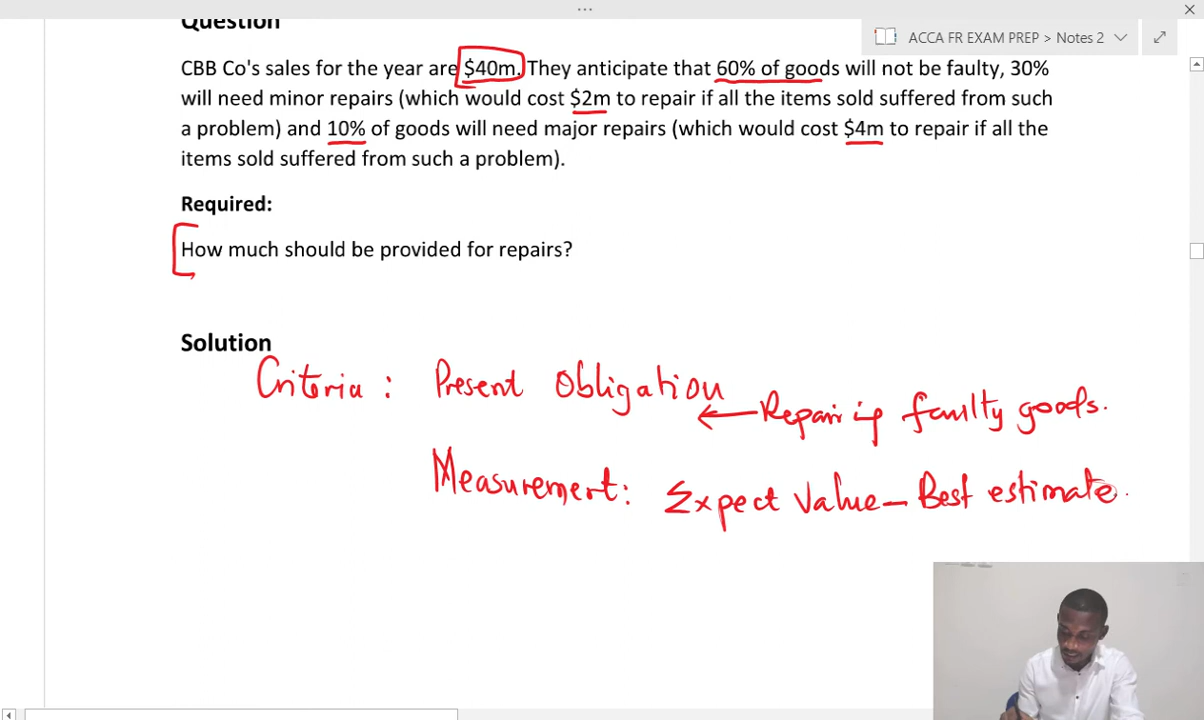 Question
ACCA FR EXAM PREP > Notes 2
CBB Co's sales for the year are $40m. They anticipate that 60% of goods will not be faulty, 30%
will need minor repairs (which would cost $2m to repair if all the items sold suffered from such
a problem) and 10% of goods will need major repairs (which would cost $4m to repair if all the
items sold suffered from such a problem).
Required:
How much should be provided for repairs?
Solution
Criteria : Present Obligation
Repairing faulty goods.
Measurement: Expect Value - Best estimate.